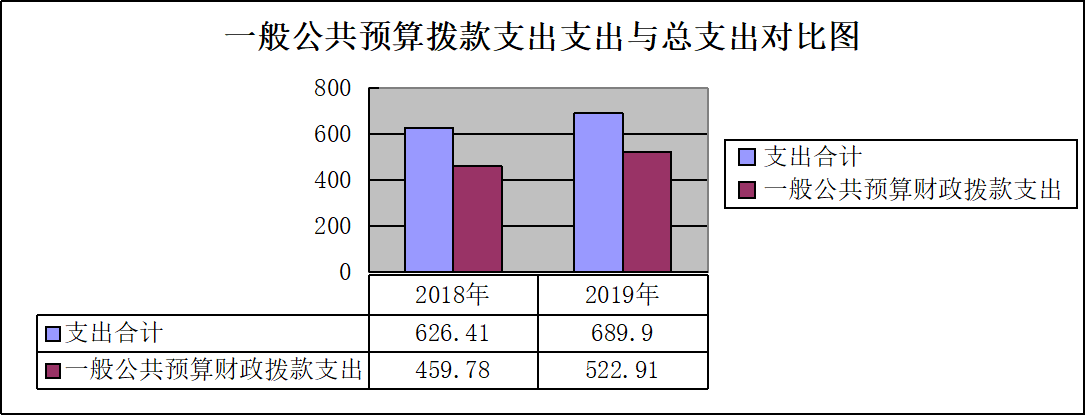 一般公共预算拨款支出支出与总支出对比图
800
600
400
200
0
支出合计
一般公共预算财政拨款支出
2018年 2019年
支出合计 626.41 689.9
一般公共预算财政拨款支出 459.78 522.91